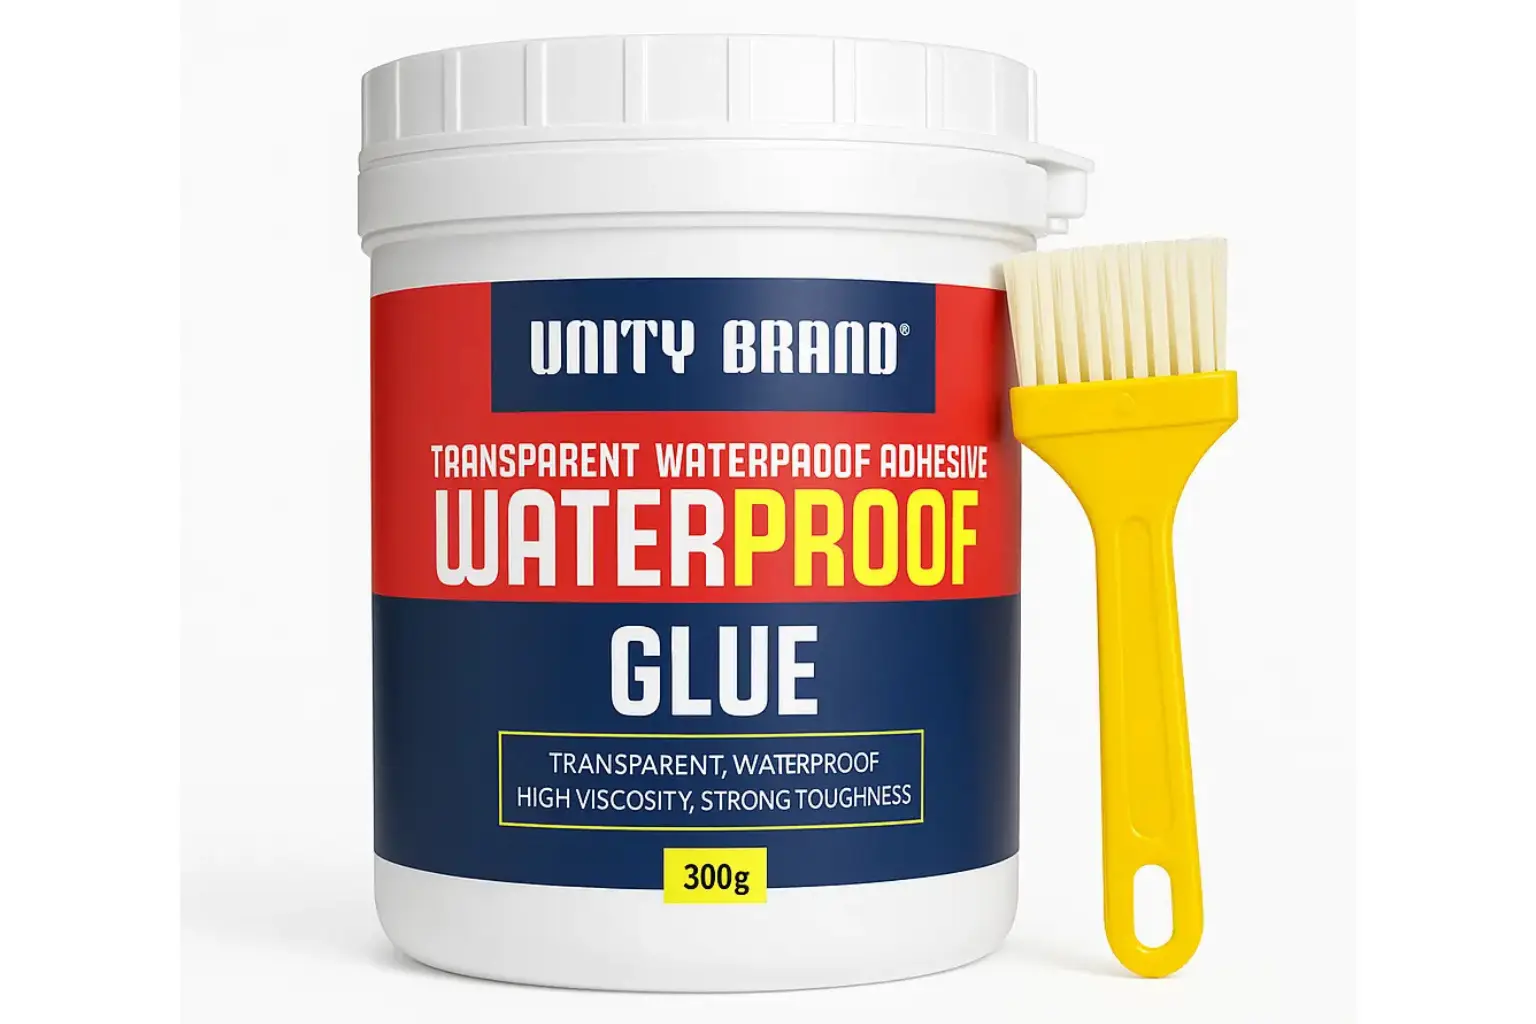 UNITY BRAND®
TRANSPARENT WATERPAOOF ADHESIVE
WATERPROOF
GLUE
TRANSPARENT, WATERPROOF
HIGH VISCOSITY, STRONG TOUGHNESS
300g